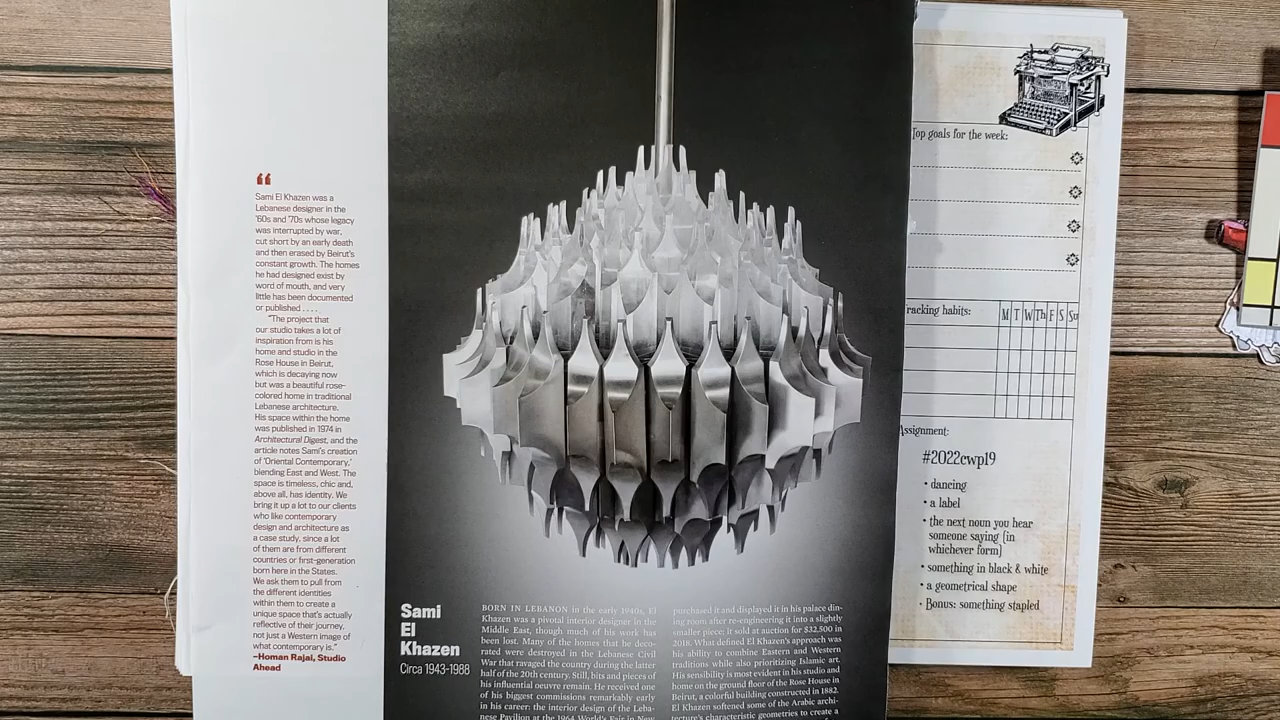 “
Sami El Khazen was a
Lebanese designer in the
'60s and '70s whose legacy
was interrupted by war,
cut short by an early death
and then erased by Beirut's
constant growth. The homes
he had designed exist by
word of mouth, and very
little has been documented
or published . . . .
"The project that
our studio takes a lot of
inspiration from is his
home and studio in the
Rose House in Beirut,
which is decaying now
but was a beautiful rose-
colored home in traditional
Lebanese architecture.
His space within the home
was published in 1974 in
Architectural Digest, and the
article notes Sami's creation
of 'Oriental Contemporary,'
blending East and West. The
space is timeless, chic and,
above all, has identity. We
bring it up a lot to our clients
who like contemporary
design and architecture as
a case study, since a lot
of them are from different
countries or first-generation
born here in the States.
We ask them to pull from
the different identities
within them to create a
unique space that's actually
reflective of their journey,
not just a Western image of
what contemporary is."
–Homan Rajai, Studio
Ahead
Sami
El
Khazen
Circa 1943-1988
BORN IN LEBANON in the early 1940s, El
Khazen was a pivotal interior designer in the
Middle East, though much of his work has
been lost. Many of the homes that he deco-
rated were destroyed in the Lebanese Civil
War that ravaged the country during the latter
half of the 20th century. Still, bits and pieces of
his influential oeuvre remain. He received one
of his biggest commissions remarkably early
in his career: the interior design of the Leba-
nese Pavilion at the 1964 World's Fair in New
purchased it and displayed it in his palace din-
ing room after re-engineering it into a slightly
smaller piece; it sold at auction for $32,500 in
2018. What defined El Khazen's approach was
his ability to combine Eastern and Western
traditions while also prioritizing Islamic art.
His sensibility is most evident in his studio and
home on the ground floor of the Rose House in
Beirut, a colorful building constructed in 1882.
El Khazen softened some of the Arabic archi-
tecture's characteristic geometries to create a
Top goals for the week:
Tracking habits: M T W Th F S Su
Assignment:
#2022cwp19
• dancing
• a label
• the next noun you hear
someone saying (in
whichever form)
• something in black & white
• a geometrical shape
• Bonus: something stapled